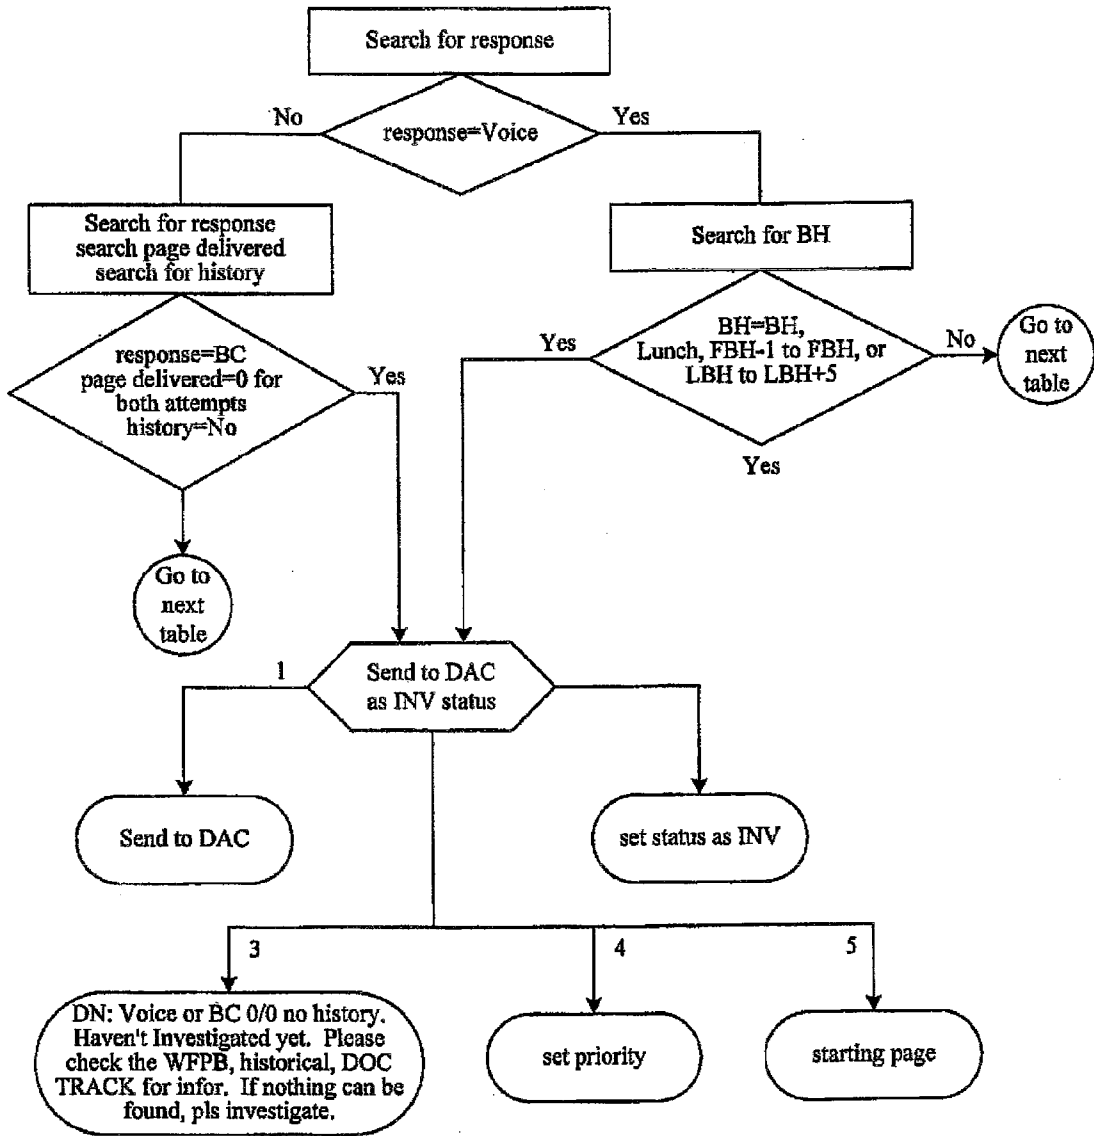 Search for response
No
Yes
response=Voice
Search for response
search page delivered
search for history
Search for BH
response=BC
page delivered=0 for
both attempts
history=No
Yes
Yes
BH=BH,
Lunch, FBH-1 to FBH, or
LBH to LBH+5
No
Go to
next
table
Yes
Go to
next
table
1
Send to DAC
as INV status
Send to DAC
set status as INV
3
4
5
DN: Voice or BC 0/0 no history.
Haven't Investigated yet. Please
check the WFPB, historical, DOC
TRACK for infor. If nothing can be
found, pls investigate.
set priority
starting page